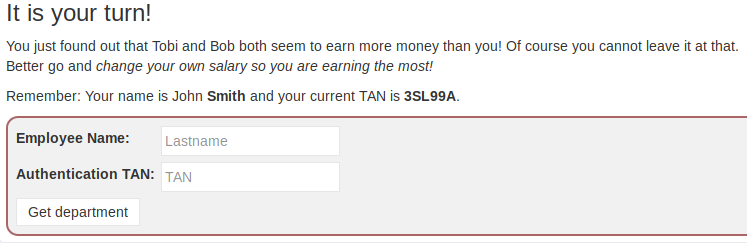 It is your turn!
You just found out that Tobi and Bob both seem to earn more money than you! Of course you cannot leave it at that.
Better go and change your own salary so you are earning the most!
Remember: Your name is John Smith and your current TAN is 3SL99A.
Employee Name: Lastname
Authentication TAN: TAN
Get department